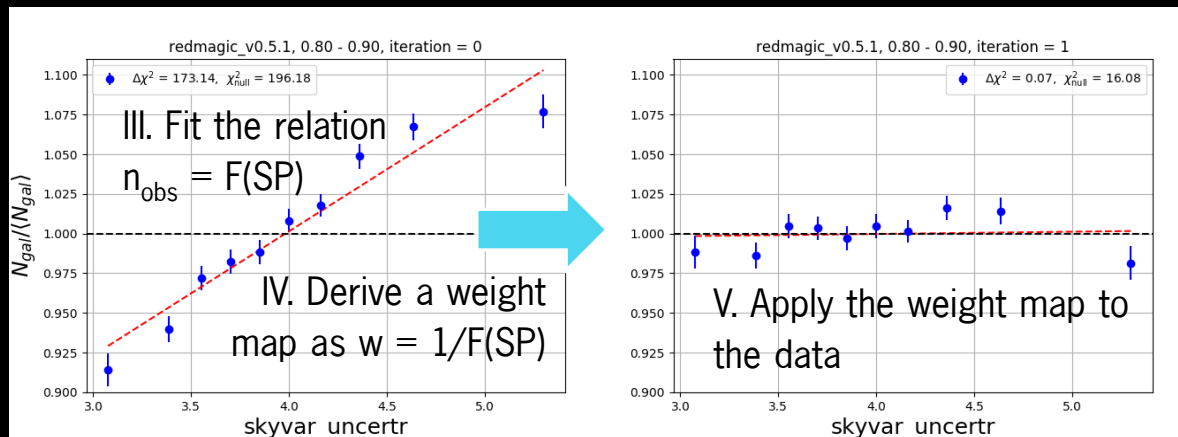 redmagic_v0.5.1, 0.80 - 0.90, iteration = 0
Δχ² = 173.14, χ²null = 196.18
N_gal/⟨N_gal⟩
1.100
1.075
1.050
1.025
1.000
0.975
0.950
0.925
0.900
III. Fit the relation
n_obs = F(SP)
IV. Derive a weight
map as w = 1/F(SP)
3.0 3.5 4.0 4.5 5.0
skyvar_uncertr
redmagic_v0.5.1, 0.80 - 0.90, iteration = 1
Δχ² = 0.07, χ²null = 16.08
1.100
1.075
1.050
1.025
1.000
0.975
0.950
0.925
0.900
V. Apply the weight map to
the data
3.0 3.5 4.0 4.5 5.0
skyvar_uncertr